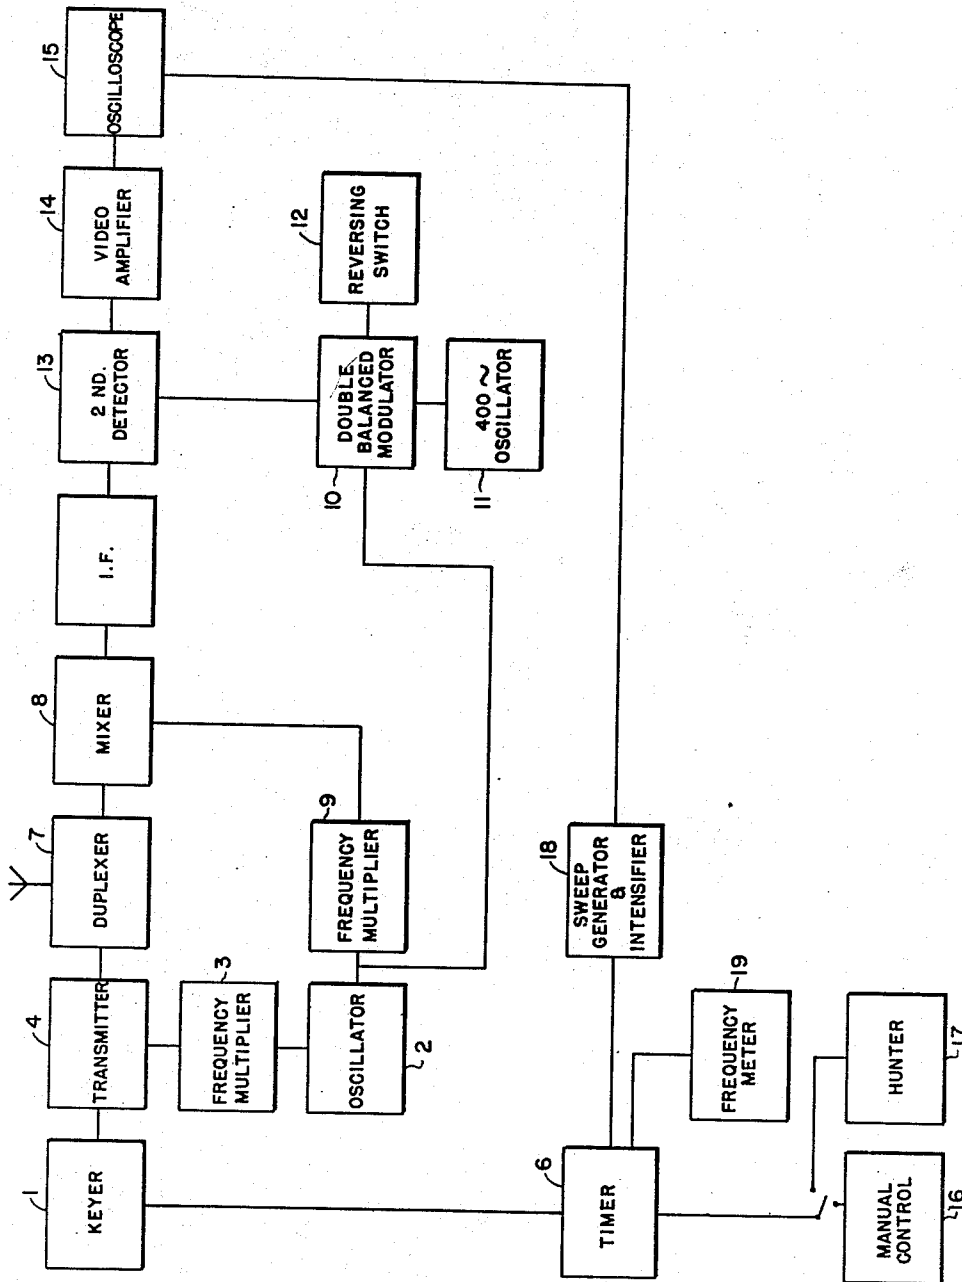 1
KEYER
4
TRANSMITTER
7
DUPLEXER
8
MIXER
I.F.
13
2 ND.
DETECTOR
14
VIDEO
AMPLIFIER
15
OSCILLOSCOPE
3
FREQUENCY
MULTIPLIER
OSCILLATOR
2
9
FREQUENCY
MULTIPLIER
10
DOUBLE
BALANCED
MODULATOR
12
REVERSING
SWITCH
400~
OSCILLATOR
11
6
TIMER
19
FREQUENCY
METER
18
SWEEP
GENERATOR
&
INTENSIFIER
MANUAL
CONTROL
16
HUNTER
17